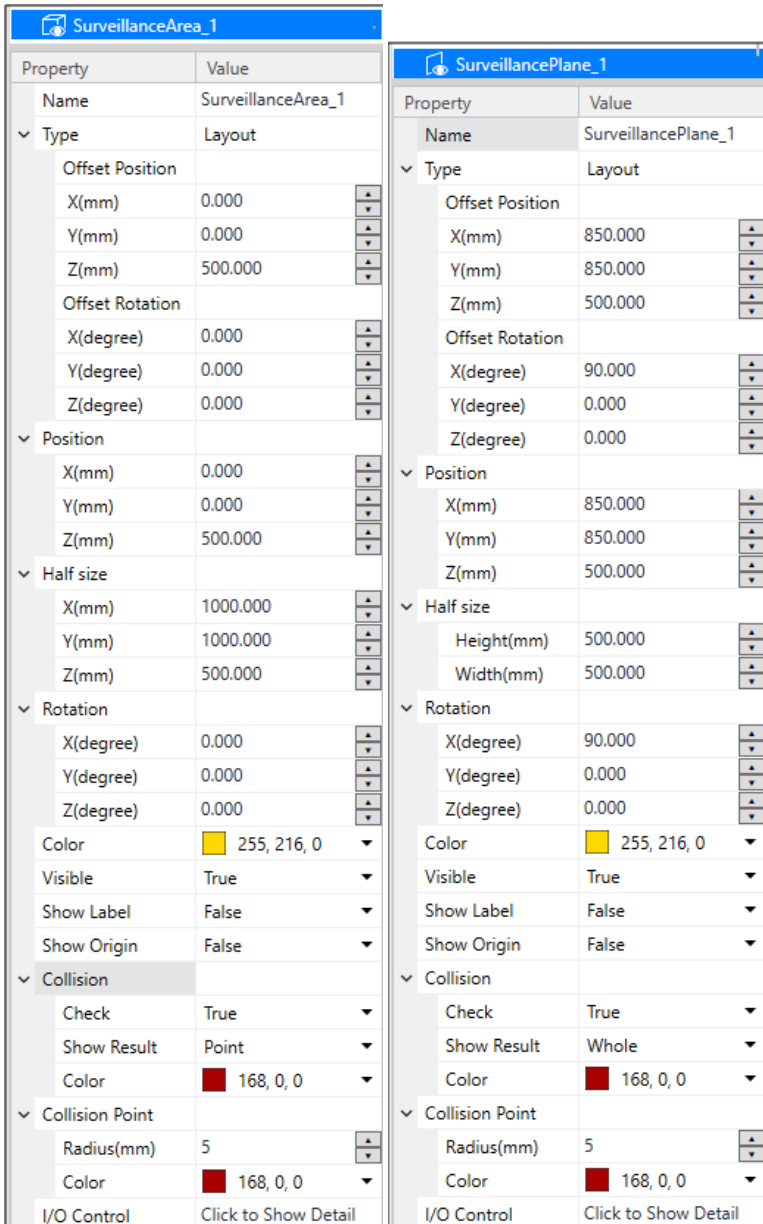 SurveillanceArea_1
Property Value
Name SurveillanceArea_1
Type Layout
Offset Position
X(mm) 0.000
Y(mm) 0.000
Z(mm) 500.000
Offset Rotation
X(degree) 0.000
Y(degree) 0.000
Z(degree) 0.000
Position
X(mm) 0.000
Y(mm) 0.000
Z(mm) 500.000
Half size
X(mm) 1000.000
Y(mm) 1000.000
Z(mm) 500.000
Rotation
X(degree) 0.000
Y(degree) 0.000
Z(degree) 0.000
Color 255, 216, 0
Visible True
Show Label False
Show Origin False
Collision
Check True
Show Result Point
Color 168, 0, 0
Collision Point
Radius(mm) 5
Color 168, 0, 0
I/O Control Click to Show Detail
SurveillancePlane_1
Property Value
Name SurveillancePlane_1
Type Layout
Offset Position
X(mm) 850.000
Y(mm) 850.000
Z(mm) 500.000
Offset Rotation
X(degree) 90.000
Y(degree) 0.000
Z(degree) 0.000
Position
X(mm) 850.000
Y(mm) 850.000
Z(mm) 500.000
Half size
Height(mm) 500.000
Width(mm) 500.000
Rotation
X(degree) 90.000
Y(degree) 0.000
Z(degree) 0.000
Color 255, 216, 0
Visible True
Show Label False
Show Origin False
Collision
Check True
Show Result Whole
Color 168, 0, 0
Collision Point
Radius(mm) 5
Color 168, 0, 0
I/O Control Click to Show Detail